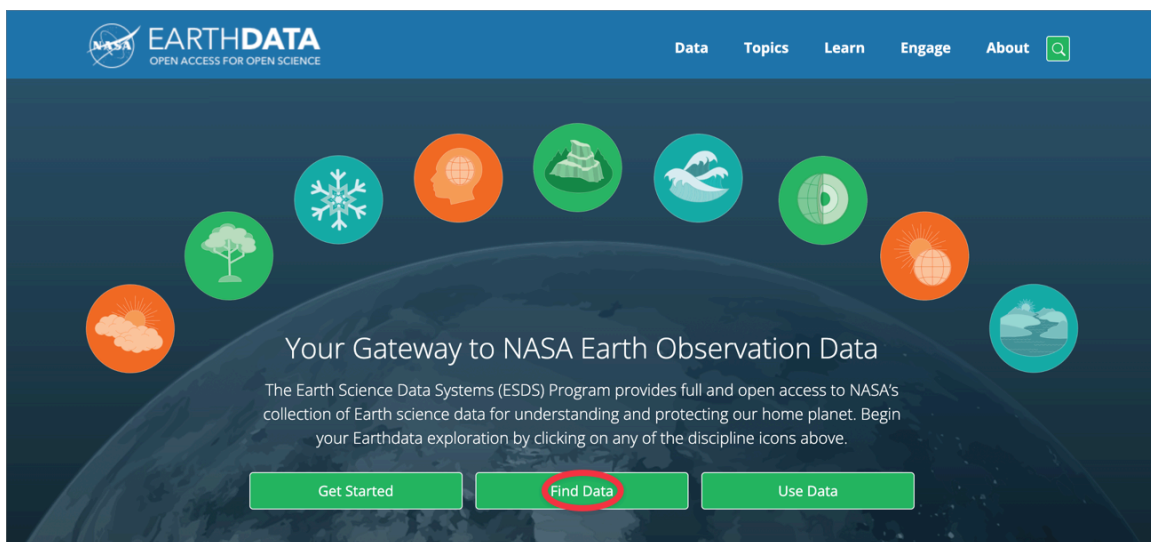 NASA
EARTHDATA
OPEN ACCESS FOR OPEN SCIENCE
Data Topics Learn Engage About
Your Gateway to NASA Earth Observation Data
The Earth Science Data Systems (ESDS) Program provides full and open access to NASA's
collection of Earth science data for understanding and protecting our home planet. Begin
your Earthdata exploration by clicking on any of the discipline icons above.
Get Started Find Data Use Data